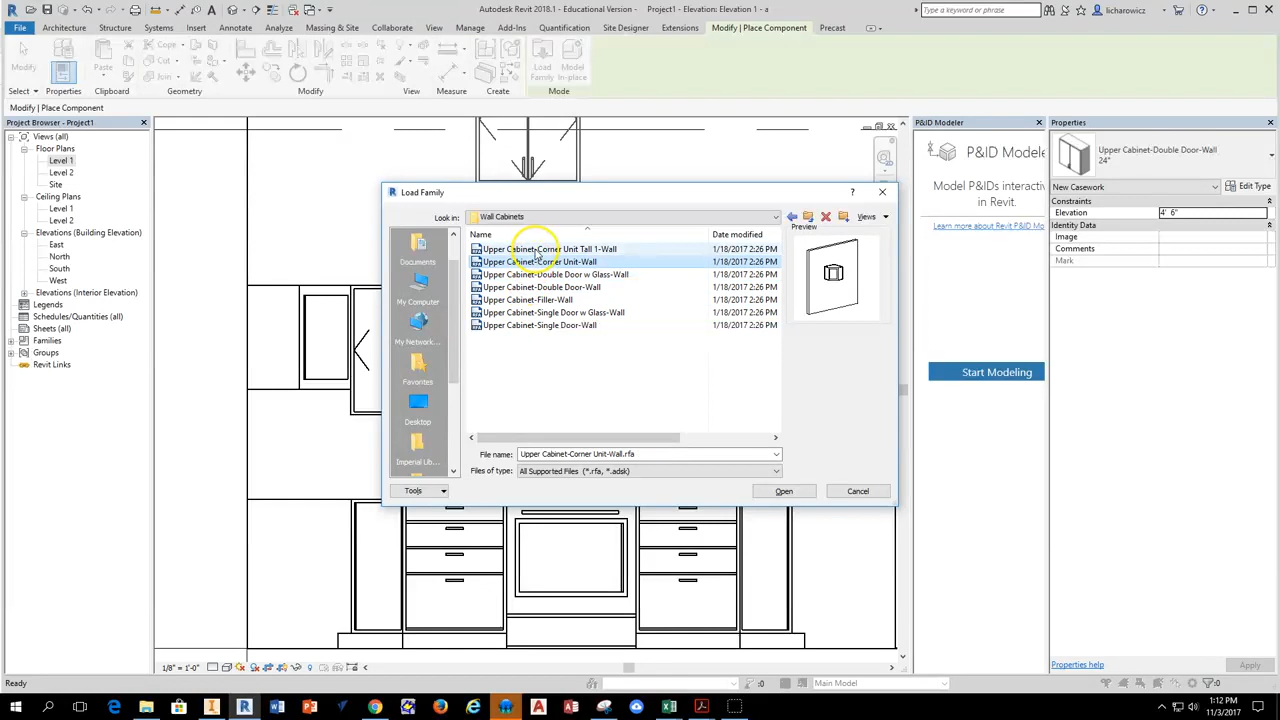 Autodesk Revit 2018.1 - Educational Version - Project1 - Elevation: Elevation 1 - a
Type a keyword or phrase
licharowicz
File Architecture Structure Systems Insert Annotate Analyze Massing & Site Collaborate View Manage Add-Ins Quantification Site Designer Extensions Modify | Place Component Precast
Modify
Paste
Cope
Cut
Join
Load Family
Model In-place
Select Properties Clipboard Geometry Modify View Measure Create Mode
Modify | Place Component
Project Browser - Project1
Views (all)
Floor Plans
Level 1
Level 2
Site
Ceiling Plans
Level 1
Level 2
Elevations (Building Elevation)
East
North
South
West
Elevations (Interior Elevation)
Legends
Schedules/Quantities (all)
Sheets (all)
Families
Groups
Revit Links
Load Family
Look in: Wall Cabinets
Views
Documents
My Computer
My Network...
Favorites
Desktop
Imperial Lib...
Name Date modified
Upper Cabinet-Corner Unit Tall 1-Wall 1/18/2017 2:26 PM
Upper Cabinet-Corner Unit-Wall 1/18/2017 2:26 PM
Upper Cabinet-Double Door w Glass-Wall 1/18/2017 2:26 PM
Upper Cabinet-Double Door-Wall 1/18/2017 2:26 PM
Upper Cabinet-Filler-Wall 1/18/2017 2:26 PM
Upper Cabinet-Single Door w Glass-Wall 1/18/2017 2:26 PM
Upper Cabinet-Single Door-Wall 1/18/2017 2:26 PM
Preview
File name: Upper Cabinet-Corner Unit-Wall.rfa
Files of type: All Supported Files (*.rfa, *.adsk)
Tools
Open
Cancel
P&ID Modeler
P&ID Modele
Model P&IDs interactiv
in Revit.
Learn more about Revit P&ID Mo
Start Modeling
Properties
Upper Cabinet-Double Door-Wall
24"
New Casework
Edit Type
Constraints
Elevation 4' 6"
Identity Data
Image
Comments
Mark
Properties help
Apply
1/8" = 1'-0"
Ready
:0
Main Model
:0
1:12 PM
11/3/2017